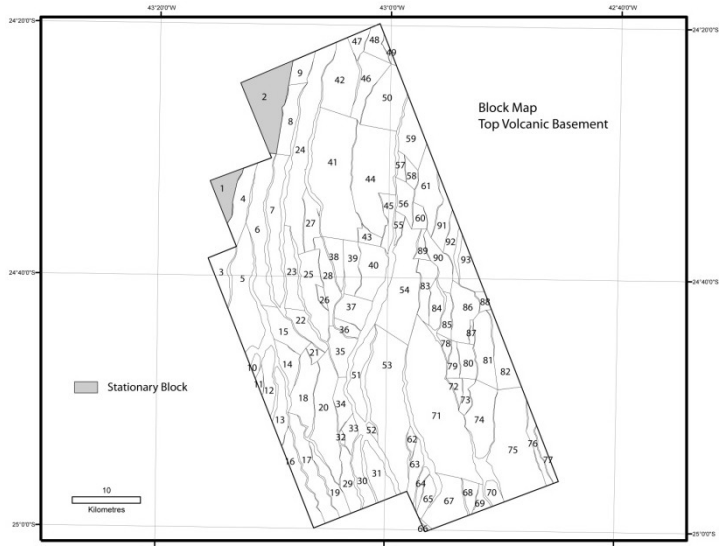 43°20'0"W 43°0'0"W 42°40'0"W
24°20'0"S 24°20'0"S
47 48 49
9 42 46
2 50
Block Map
Top Volcanic Basement
8 59
24
41 57
58
1 44 61
4 45 56
7 60
6 27 55 91
43 92
38 39 89 90 93
3 23 25 28 40
24°40'0"S 5 24°40'0"S
54 83
26 37 84 86 88
22 36 85 87
15 78
21 35
14 53 79 80 81
10 51 82
11 12 72
Stationary Block
18 20 34 73
13 71 74
33 52
32 62
75 76
16 17 63
31 77
29 30 64
19 65 67 68 70
69
10
Kilometres
25°0'0"S 66 25°0'0"S